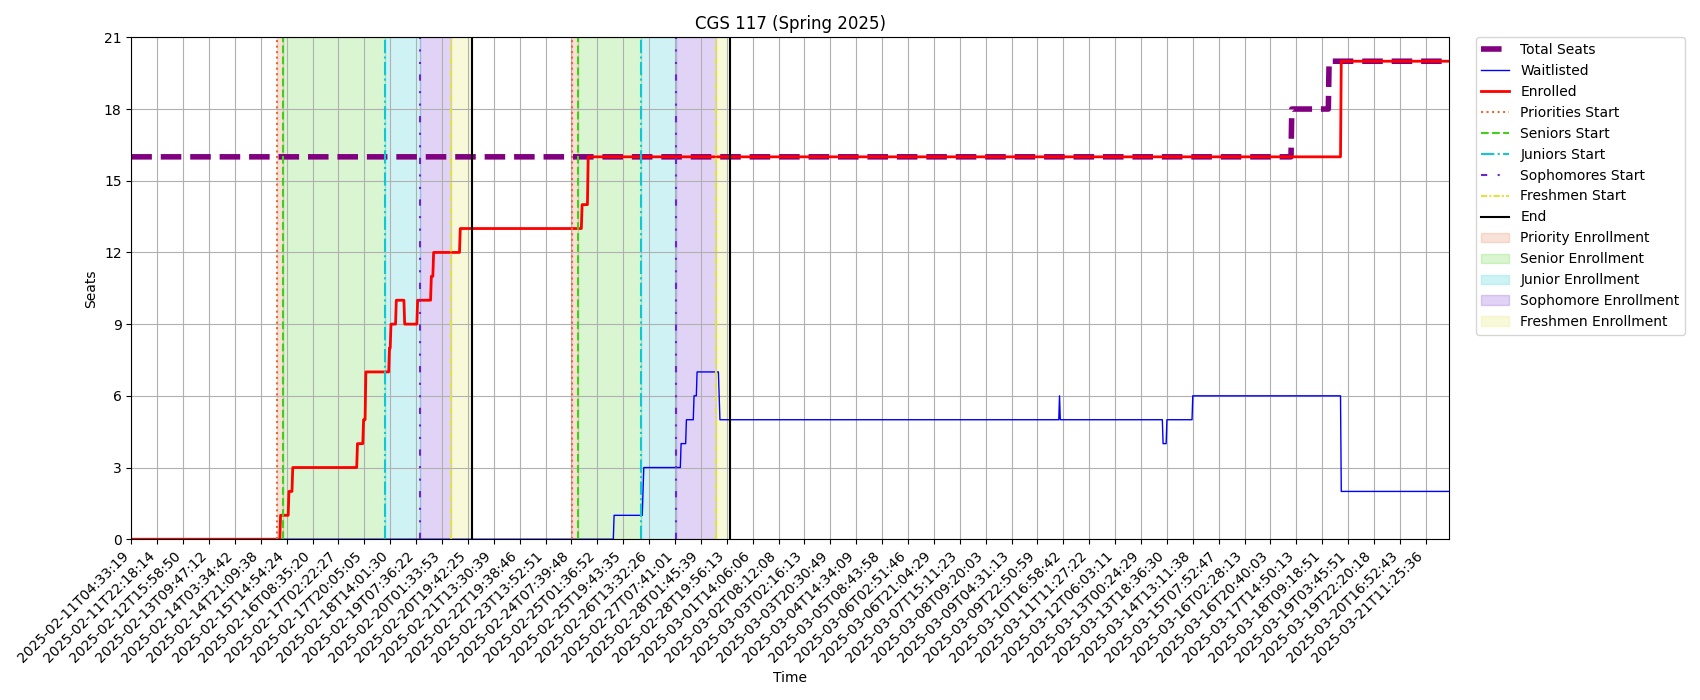 CGS 117 (Spring 2025)
21
18
15
12
9
6
3
0
Seats
2025-02-11T04:33:19
2025-02-11T22:18:14
2025-02-12T15:58:50
2025-02-13T09:47:12
2025-02-14T03:34:42
2025-02-14T21:09:38
2025-02-15T14:54:24
2025-02-16T08:35:20
2025-02-17T02:22:27
2025-02-17T20:05:05
2025-02-18T14:01:30
2025-02-19T07:36:22
2025-02-20T01:33:53
2025-02-20T19:42:25
2025-02-21T13:30:39
2025-02-22T19:38:46
2025-02-23T13:52:51
2025-02-24T07:39:48
2025-02-25T01:36:52
2025-02-25T19:43:35
2025-02-26T13:32:26
2025-02-27T07:41:01
2025-02-28T01:45:39
2025-02-28T19:56:13
2025-03-01T14:06:06
2025-03-02T08:12:08
2025-03-03T02:16:13
2025-03-03T20:30:49
2025-03-04T14:34:09
2025-03-05T08:43:58
2025-03-06T02:51:46
2025-03-06T21:04:29
2025-03-07T15:11:23
2025-03-08T09:20:03
2025-03-09T04:31:13
2025-03-09T22:50:59
2025-03-10T16:58:42
2025-03-11T11:27:22
2025-03-12T06:03:11
2025-03-13T00:24:29
2025-03-13T18:36:30
2025-03-14T13:11:38
2025-03-15T07:52:47
2025-03-16T02:28:13
2025-03-16T20:40:03
2025-03-17T14:50:13
2025-03-18T09:18:51
2025-03-19T03:45:51
2025-03-19T22:20:18
2025-03-20T16:52:43
2025-03-21T11:25:36
Time
Total Seats
Waitlisted
Enrolled
Priorities Start
Seniors Start
Juniors Start
Sophomores Start
Freshmen Start
End
Priority Enrollment
Senior Enrollment
Junior Enrollment
Sophomore Enrollment
Freshmen Enrollment